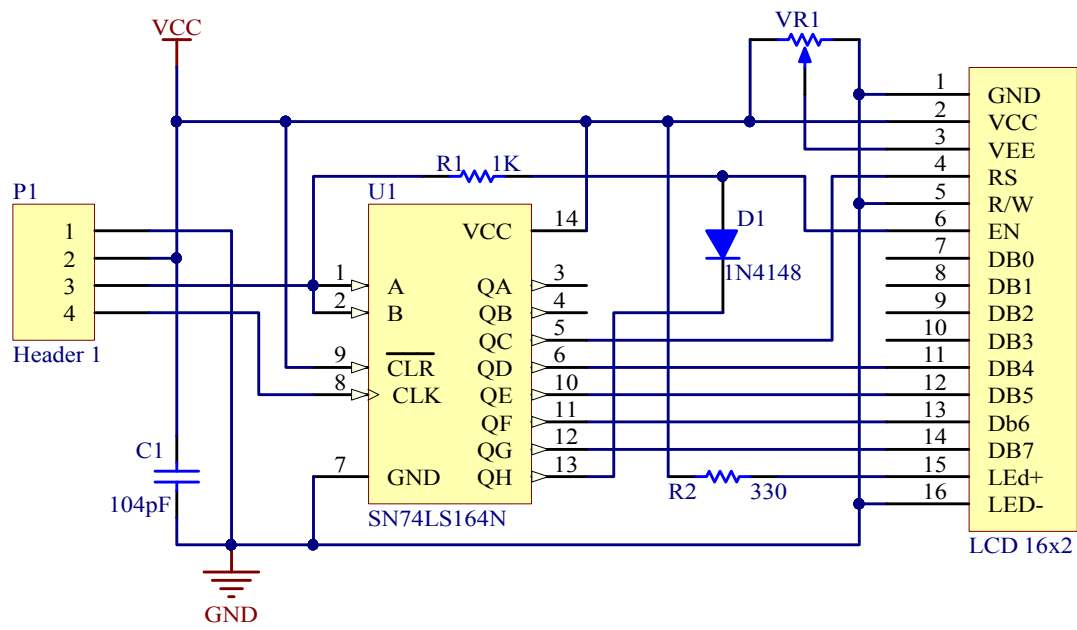 VCC
VR1
P1
1
2
3
4
Header 1
C1
104pF
GND
R1 1K
U1
VCC 14
1 A QA 3
2 B QB 4
QC 5
9 CLR QD 6
8 CLK QE 10
QF 11
QG 12
7 GND QH 13
SN74LS164N
D1
1N4148
R2 330
1 GND
2 VCC
3 VEE
4 RS
5 R/W
6 EN
7 DB0
8 DB1
9 DB2
10 DB3
11 DB4
12 DB5
13 Db6
14 DB7
15 LEd+
16 LED-
LCD 16x2